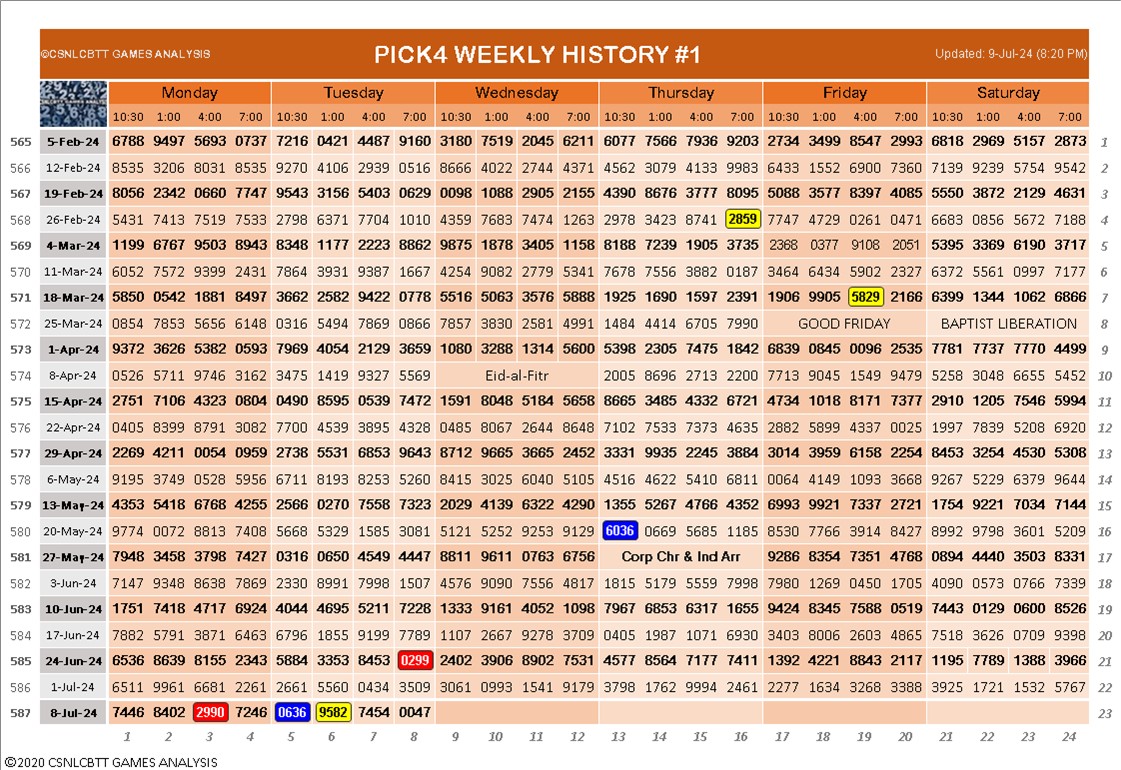 ©CSNLCBTT GAMES ANALYSIS PICK4 WEEKLY HISTORY #1 Updated: 9-Jul-24 (8:20 PM)
Monday Tuesday Wednesday Thursday Friday Saturday
10:30 1:00 4:00 7:00 10:30 1:00 4:00 8:00 10:30 1:00 4:00 12:00 10:30 1:00 4:00 7:00 10:30 1:00 4:00 7:00 10:30 1:00 4:00 7:00
565 5-Feb-24 6788 9497 5693 0737 7216 0421 4487 9160 3180 7519 2045 6211 6077 7566 7936 9203 2734 3499 8547 2993 6818 2969 5157 2873 1
566 12-Feb-24 8535 3206 8031 8535 9270 4106 2939 0516 8666 4022 2744 4371 4562 3079 4133 9983 6433 1552 6900 7360 7139 9239 5754 9542 2
567 19-Feb-24 8056 2342 0660 7747 9543 3156 5403 0629 0098 1088 2905 2155 4390 8676 3777 8095 5088 3577 8397 4085 5550 3872 2129 4631 3
568 26-Feb-24 5431 7413 7519 7533 2798 6371 7704 1010 4359 7683 7474 1263 2978 3423 8741 2859 7747 4729 0261 0471 6683 0856 5672 7188 4
569 4-Mar-24 1199 6767 9503 8943 8348 1177 2223 8862 9875 1878 3405 1158 8188 7239 1905 3735 2368 0377 9108 2051 5395 3369 6190 3717 5
570 11-Mar-24 6052 7572 9399 2431 7864 3931 9387 1667 4254 9082 2779 5341 7678 7556 3882 0187 3464 6434 5902 2327 6372 5561 0997 7177 6
571 18-Mar-24 5850 0542 1881 8497 3662 2582 9422 0778 5516 5063 3576 5888 1925 1690 1597 2391 1906 9905 5829 2166 6399 1344 1062 6866 7
572 25-Mar-24 0854 7853 5656 6148 0316 5494 7869 0866 7857 3830 2581 4991 1484 4414 6705 7990 GOOD FRIDAY BAPTIST LIBERATION 8
573 1-Apr-24 9372 3626 5382 0593 7969 4054 2129 3659 1080 3288 1314 5600 5398 2305 7475 1842 6839 0845 0096 2535 7781 7737 7770 4499 9
574 8-Apr-24 0526 5711 9746 3162 3475 1419 9327 5569 Eid-al-Fitr 2005 8696 2713 2200 7713 9045 1549 9479 5258 3048 6655 5452 10
575 15-Apr-24 2751 7106 4323 0804 0490 8595 0539 7472 1591 8048 5184 5658 8665 3485 4332 6721 4734 1018 8171 7377 2910 1205 7546 5994 11
576 22-Apr-24 0405 8399 8791 3082 7700 4539 3895 4328 0485 8067 2644 8648 7102 7533 7373 4635 2882 5899 4337 0025 1997 7839 5208 6920 12
577 29-Apr-24 2269 4211 0054 0959 2738 5531 6853 9643 8712 9665 3665 2452 3331 9935 2245 3884 3014 3959 6158 2254 8453 3254 4530 5308 13
578 6-May-24 9195 3749 0528 5956 6711 8193 8253 5260 8415 3025 6040 5105 4516 4622 5410 6811 0064 4149 1093 3668 9267 5229 6379 9644 14
579 13-May-24 4353 5418 6768 4255 2566 0270 7558 7323 2029 4139 6322 4290 1355 5267 4766 4352 6993 9921 7337 2721 1754 9221 7034 7144 15
580 20-May-24 9774 0072 8813 7408 5668 5329 1585 3081 5121 5252 9253 9129 6036 0669 5685 1185 8530 7766 3914 8427 8992 9798 3601 5209 16
581 27-May-24 7948 3458 3798 7427 0316 0650 4549 4447 8811 9611 0763 6756 Corp Chr & Ind Arr 9286 8354 7351 4768 0894 4440 3503 8331 17
582 3-Jun-24 7147 9348 8638 7869 2330 8991 7998 1507 4576 9090 7556 4817 1815 5179 5559 7998 7980 1269 0450 1705 4090 0573 0766 7339 18
583 10-Jun-24 1751 7418 4717 6924 4044 4695 5211 7228 1333 9161 4052 1098 7967 6853 6317 1655 9424 8345 7588 0519 7443 0129 0600 8526 19
584 17-Jun-24 7882 5791 3871 6463 6796 1855 9199 7789 1107 2667 9278 3709 0405 1987 1071 6930 3403 8006 2603 4865 7518 3626 0709 9398 20
585 24-Jun-24 6536 8639 8155 2343 5884 3353 8453 0299 2402 3906 8902 7531 4577 8564 7177 7411 1392 4221 8843 2117 1195 7789 1388 3966 21
586 1-Jul-24 6511 9961 6681 2261 2661 5560 0434 3509 3061 0993 1541 9179 3798 1762 9994 2461 2277 1634 3268 3388 3925 1721 1532 5767 22
587 8-Jul-24 7446 8402 2990 7246 0636 9582 7454 0047 23
1 2 3 4 5 6 7 8 9 10 11 12 13 14 15 16 17 18 19 20 21 22 23 24
©2020 CSNLCBTT GAMES ANALYSIS